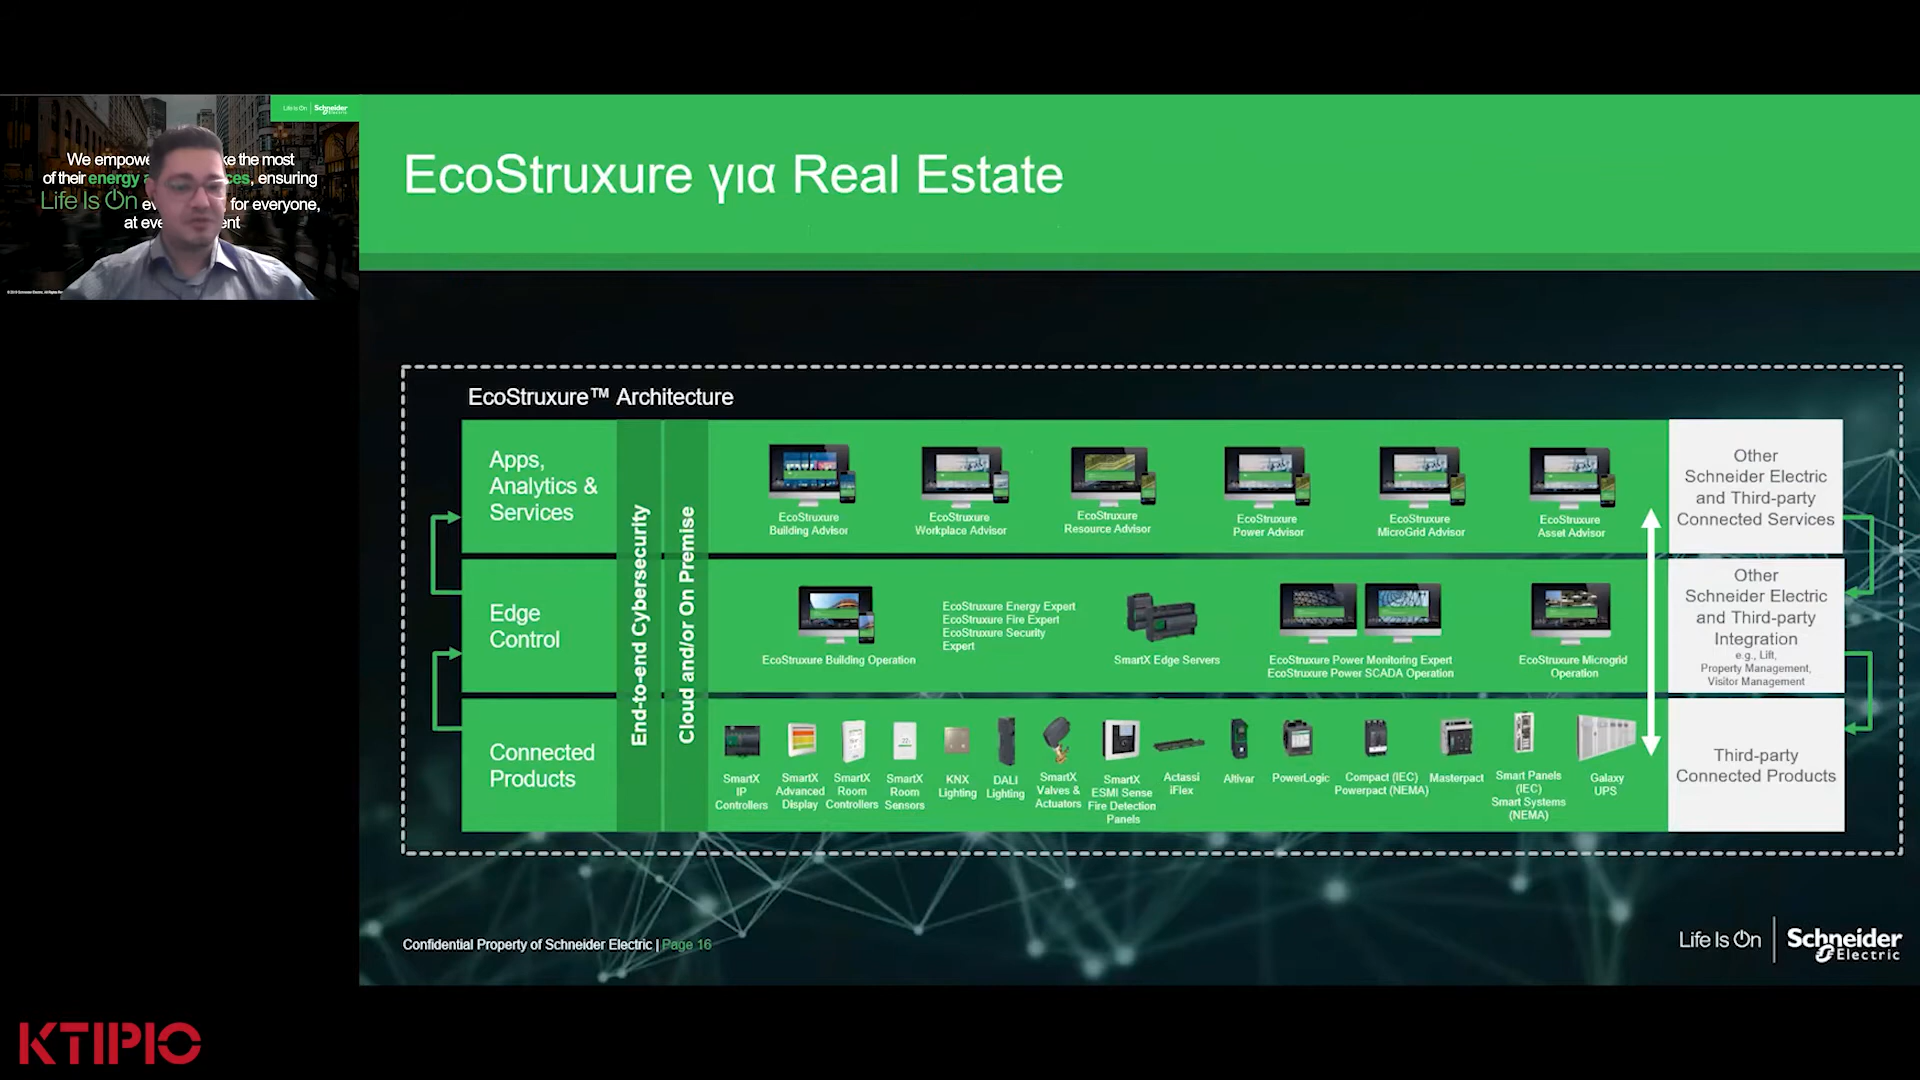 Life Is On | Schneider Electric
We empowe ke the most
of their energy a ces, ensuring
Life Is On ev for everyone,
at eve ent
EcoStruxure για Real Estate
EcoStruxure™ Architecture
Apps,
Analytics &
Services
Edge
Control
Connected
Products
End-to-end Cybersecurity
Cloud and/or On Premise
EcoStruxure
Building Advisor
EcoStruxure
Workplace Advisor
EcoStruxure
Resource Advisor
EcoStruxure
Power Advisor
EcoStruxure
MicroGrid Advisor
EcoStruxure
Asset Advisor
Other
Schneider Electric
and Third-party
Connected Services
EcoStruxure Building Operation
EcoStruxure Energy Expert
EcoStruxure Fire Expert
EcoStruxure Security
Expert
SmartX Edge Servers
EcoStruxure Power Monitoring Expert
EcoStruxure Power SCADA Operation
EcoStruxure Microgrid
Operation
Other
Schneider Electric
and Third-party
Integration
e.g., Lift,
Property Management,
Visitor Management
SmartX
IP
Controllers
SmartX
Advanced
Display
SmartX
Room
Controllers
SmartX
Room
Sensors
KNX
Lighting
DALI
Lighting
SmartX
Valves &
Actuators
SmartX
ESMI Sense
Fire Detection
Panels
Actassi
iFlex
Altivar
PowerLogic
Compact (IEC)
Powerpact (NEMA)
Masterpact
Smart Panels
(IEC)
Smart Systems
(NEMA)
Galaxy
UPS
Third-party
Connected Products
Confidential Property of Schneider Electric | Page 16
Life Is On | Schneider Electric
ΚΤΙΡΙΟ